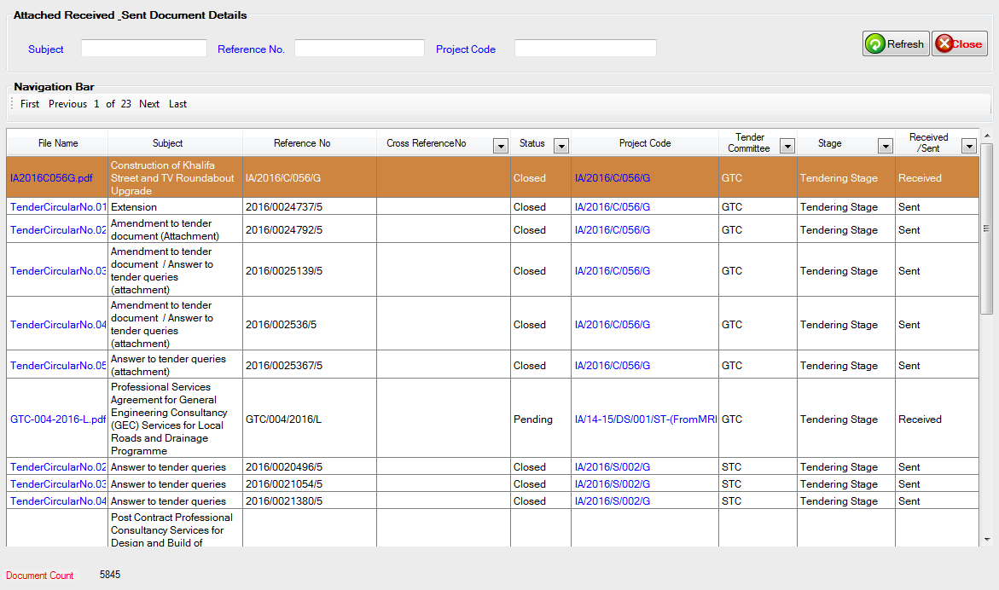 Attached Received _Sent Document Details
Subject Reference No. Project Code Refresh Close
Navigation Bar
First Previous 1 of 23 Next Last
File Name Subject Reference No Cross ReferenceNo Status Project Code Tender Committee Stage Received /Sent
IA2016C056G.pdf Construction of Khalifa Street and TV Roundabout Upgrade IA/2016/C/056/G Closed IA/2016/C/056/G GTC Tendering Stage Received
TenderCircularNo.01 Extension 2016/0024737/5 Closed IA/2016/C/056/G GTC Tendering Stage Sent
TenderCircularNo.02 Amendment to tender document (Attachment) 2016/0024792/5 Closed IA/2016/C/056/G GTC Tendering Stage Sent
TenderCircularNo.03 Amendment to tender document / Answer to tender queries (attachment) 2016/0025139/5 Closed IA/2016/C/056/G GTC Tendering Stage Sent
TenderCircularNo.04 Amendment to tender document / Answer to tender queries (attachment) 2016/002536/5 Closed IA/2016/C/056/G GTC Tendering Stage Sent
TenderCircularNo.05 Answer to tender queries (attachment) 2016/0025367/5 Closed IA/2016/C/056/G GTC Tendering Stage Sent
GTC-004-2016-L.pdf Professional Services Agreement for General Engineering Consultancy (GEC) Services for Local Roads and Drainage Programme GTC/004/2016/L Pending IA/14-15/DS/001/ST-(FromMRI GTC Tendering Stage Received
TenderCircularNo.02 Answer to tender queries 2016/0020496/5 Closed IA/2016/S/002/G STC Tendering Stage Sent
TenderCircularNo.03 Answer to tender queries 2016/0021054/5 Closed IA/2016/S/002/G STC Tendering Stage Sent
TenderCircularNo.04 Answer to tender queries 2016/0021380/5 Closed IA/2016/S/002/G STC Tendering Stage Sent
Post Contract Professional Consultancy Services for Design and Build of
Document Count 5845